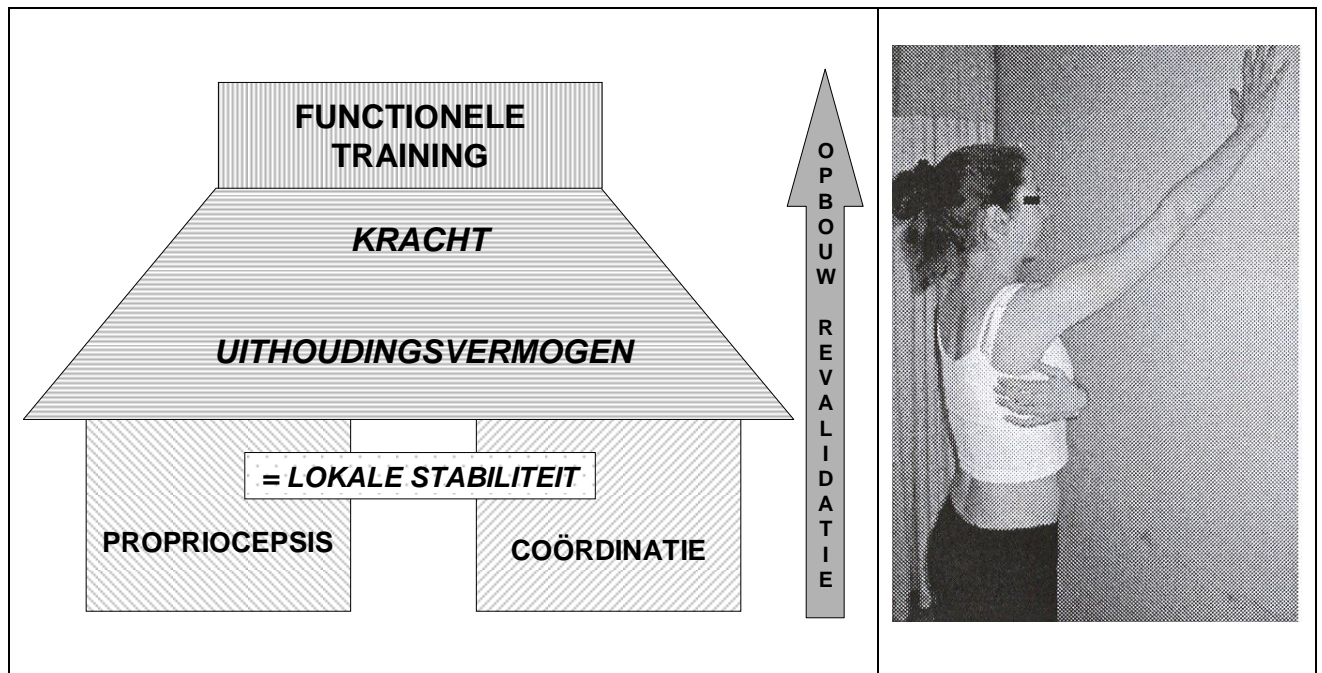 FUNCTIONELE
TRAINING
KRACHT
UITHOUDINGSVERMOGEN
= LOKALE STABILITEIT
PROPRIOCEPSIS
COÖRDINATIE
OPBOUW REVALIDATIE